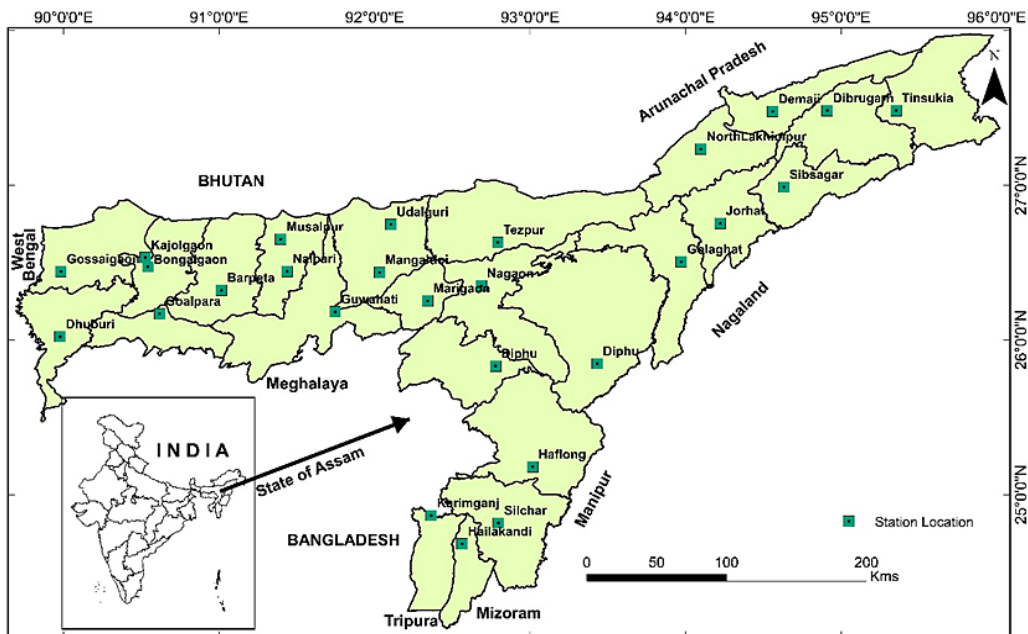 90°0'0"E 91°0'0"E 92°0'0"E 93°0'0"E 94°0'0"E 95°0'0"E 96°0'0"E
N
Arunachal Pradesh
Demaji Dibrugarh Tinsukia
NorthLakhimpur
27°0'0"N
Sibsagar
BHUTAN
Udalguri
Jorhat
Musalpur
Tezpur
West Bengal
Kajolgaon
Golaghat
Gossaigaon Bongaigaon
Nalbari
Mangaldoi
Nagaon
Barpeta
Marigaon
Goalpara
Guwahati
Nagaland
Dhuburi
26°0'0"N
Diphu
Diphu
Meghalaya
INDIA
State of Assam
Haflong
Manipur
25°0'0"N
Karimganj
Silchar
Station Location
BANGLADESH
Hailakandi
0 50 100 200
Kms
Tripura
Mizoram